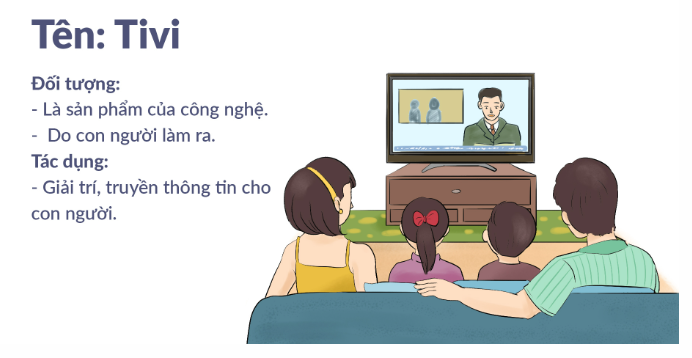 Tên: Tivi
Đối tượng:
- Là sản phẩm của công nghệ.
- Do con người làm ra.
Tác dụng:
- Giải trí, truyền thông tin cho
con người.